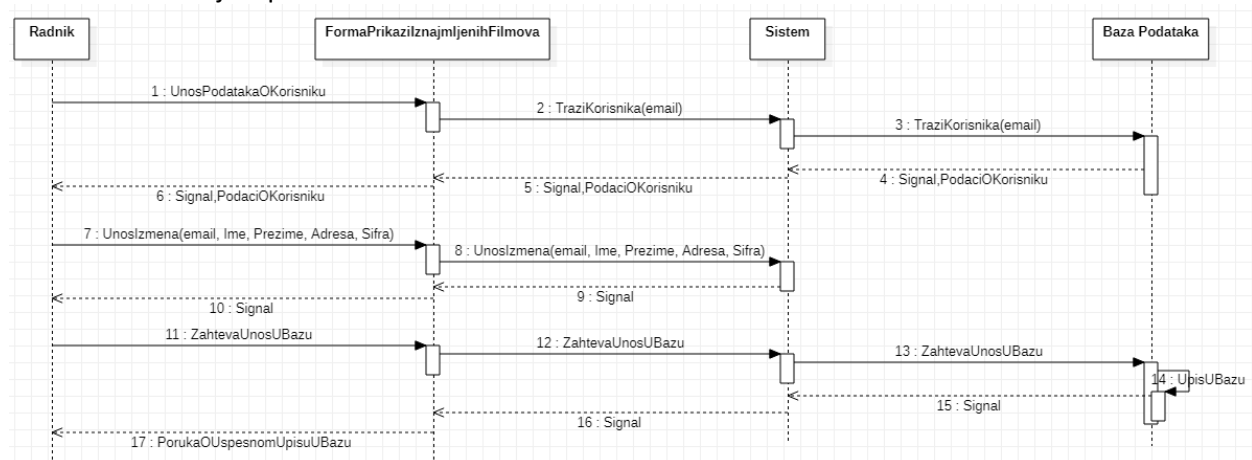 Radnik
FormaPrikaziIznajmljenihFilmova
Sistem
Baza Podataka
1 : UnosPodatakaOKorisniku
2 : TraziKorisnika(email)
3 : TraziKorisnika(email)
4 : Signal,PodaciOKorisniku
5 : Signal,PodaciOKorisniku
6 : Signal,PodaciOKorisniku
7 : UnosIzmena(email, Ime, Prezime, Adresa, Sifra)
8 : UnosIzmena(email, Ime, Prezime, Adresa, Sifra)
9 : Signal
10 : Signal
11 : ZahtevaUnosUBazu
12 : ZahtevaUnosUBazu
13 : ZahtevaUnosUBazu
14 : UpisUBazu
15 : Signal
16 : Signal
17 : PorukaOUspesnomUpisuUBazu